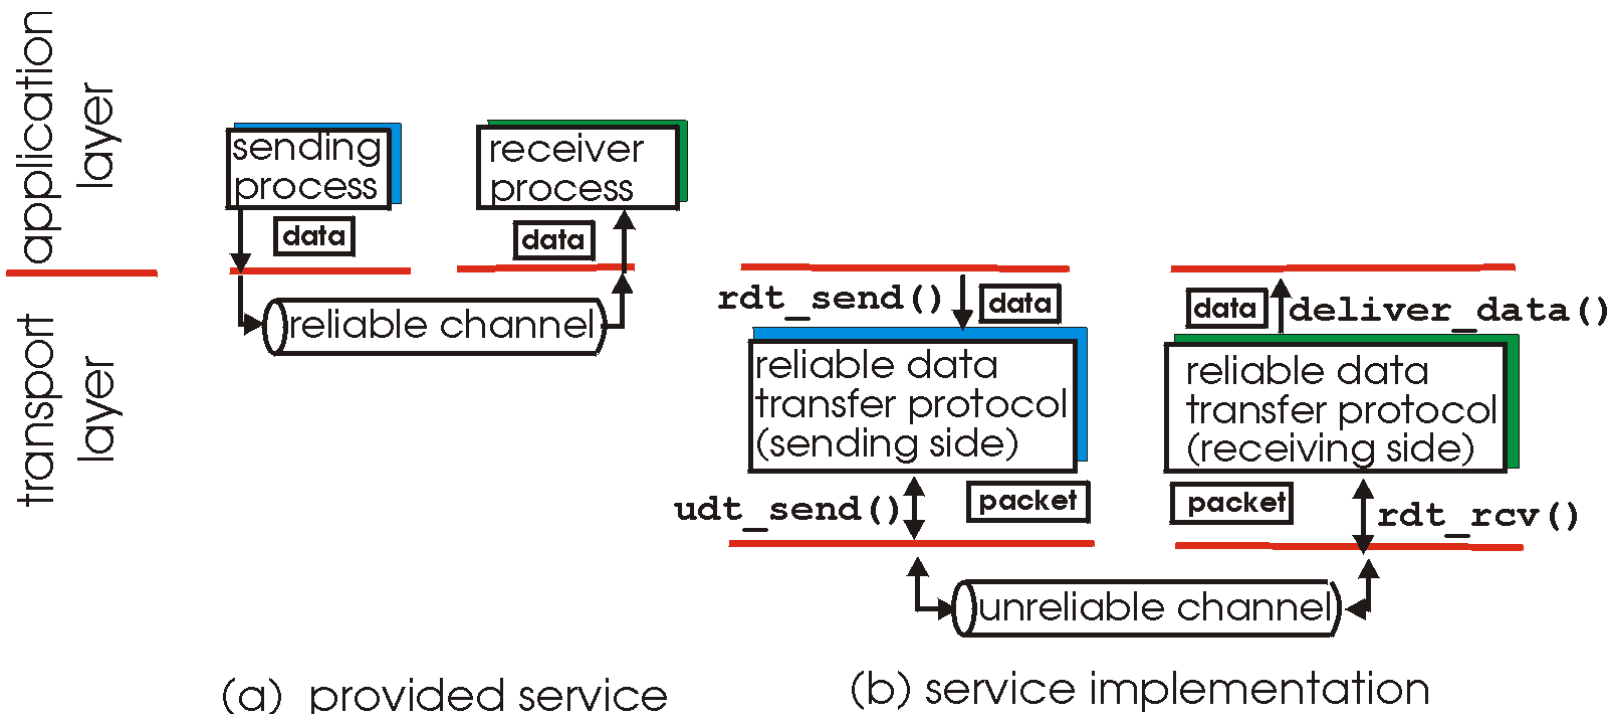 application
layer
transport
layer
sending
process
receiver
process
data
data
reliable channel
(a) provided service
rdt_send()
data
data
deliver_data()
reliable data
transfer protocol
(sending side)
reliable data
transfer protocol
(receiving side)
udt_send()
packet
packet
rdt_rcv()
unreliable channel
(b) service implementation